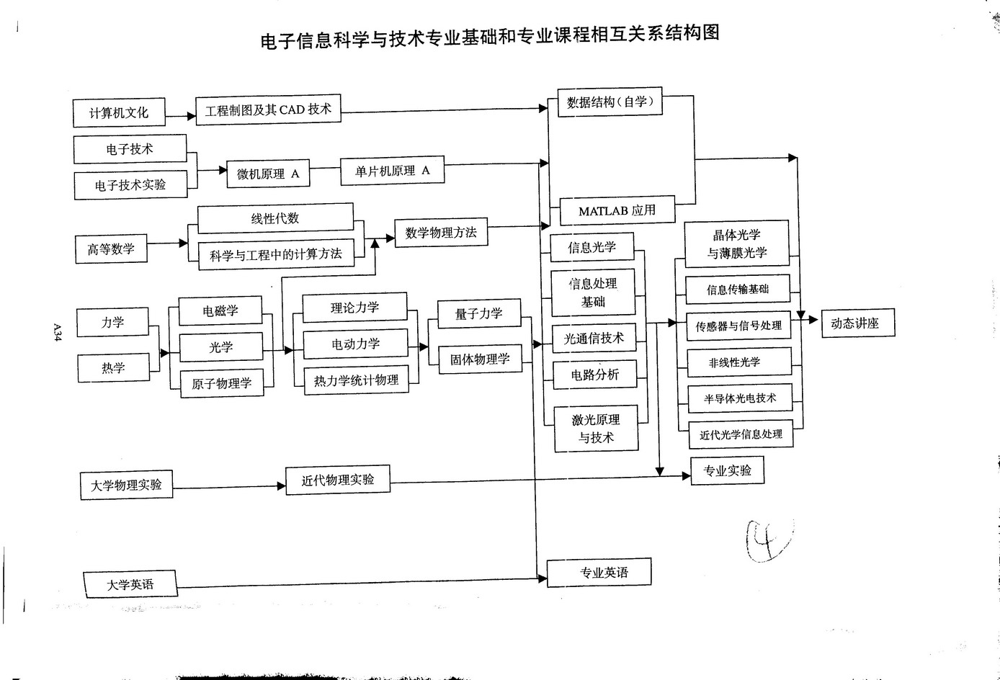 电子信息科学与技术专业基础和专业课程相互关系结构图
计算机文化
工程制图及其CAD技术
数据结构(自学)
电子技术
电子技术实验
微机原理 A
单片机原理 A
MATLAB应用
线性代数
高等数学
科学与工程中的计算方法
数学物理方法
信息光学
信息处理
基础
光通信技术
电路分析
激光原理
与技术
晶体光学
与薄膜光学
信息传输基础
传感器与信号处理
非线性光学
半导体光电技术
近代光学信息处理
动态讲座
力学
热学
电磁学
光学
原子物理学
理论力学
电动力学
热力学统计物理
量子力学
固体物理学
A34
大学物理实验
近代物理实验
专业实验
大学英语
专业英语
4